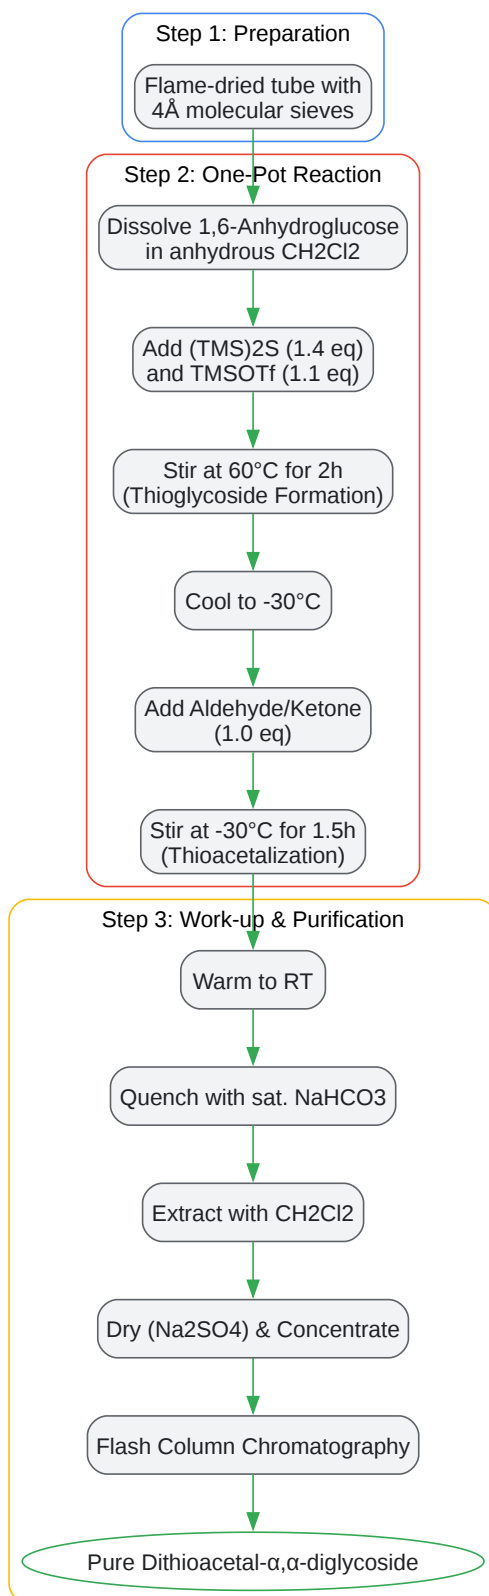 Step 1: Preparation
Flame-dried tube with
4Å molecular sieves
Step 2: One-Pot Reaction
Dissolve 1,6-Anhydroglucose
in anhydrous CH2Cl2
Add (TMS)2S (1.4 eq)
and TMSOTf (1.1 eq)
Stir at 60°C for 2h
(Thioglycoside Formation)
Cool to -30°C
Add Aldehyde/Ketone
(1.0 eq)
Stir at -30°C for 1.5h
(Thioacetalization)
Step 3: Work-up & Purification
Warm to RT
Quench with sat. NaHCO3
Extract with CH2Cl2
Dry (Na2SO4) & Concentrate
Flash Column Chromatography
Pure Dithioacetal-α,α-diglycoside